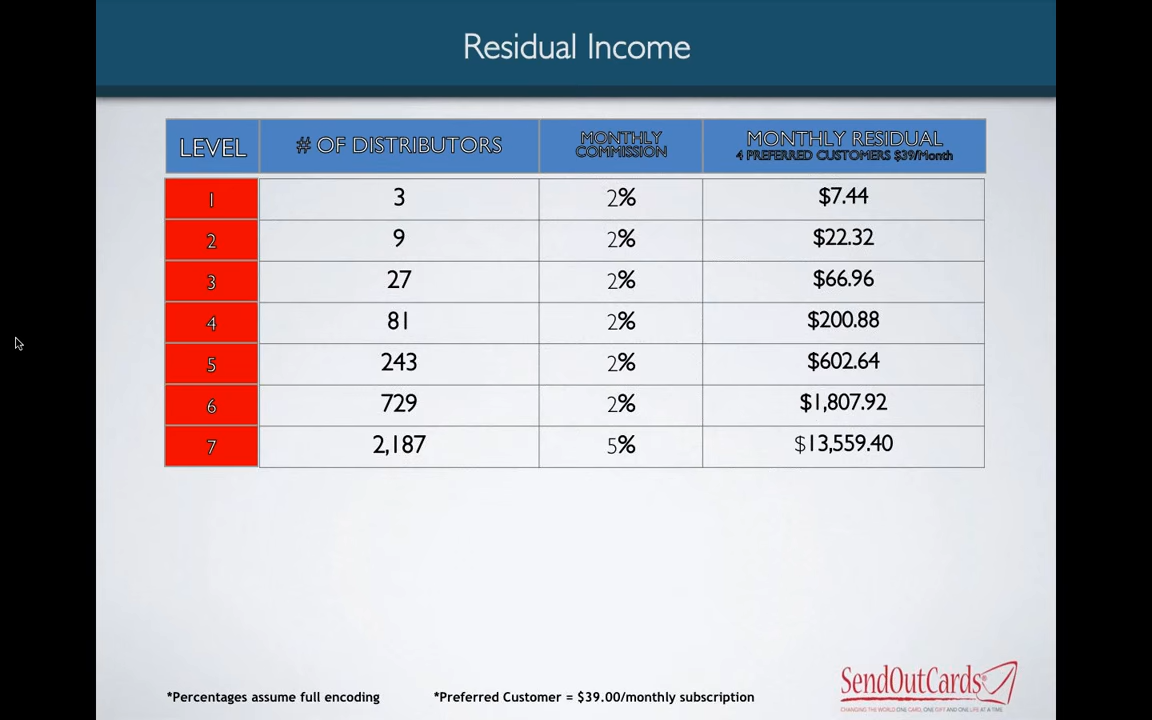 Residual Income
LEVEL # OF DISTRIBUTORS MONTHLY COMMISSION MONTHLY RESIDUAL 4 PREFERRED CUSTOMERS $39/Month
1 3 2% $7.44
2 9 2% $22.32
3 27 2% $66.96
4 81 2% $200.88
5 243 2% $602.64
6 729 2% $1,807.92
7 2,187 5% $13,559.40
*Percentages assume full encoding *Preferred Customer = $39.00/monthly subscription
SendOutCards
CHANGING THE WORLD ONE CARD, ONE GIFT AND ONE LIFE AT A TIME